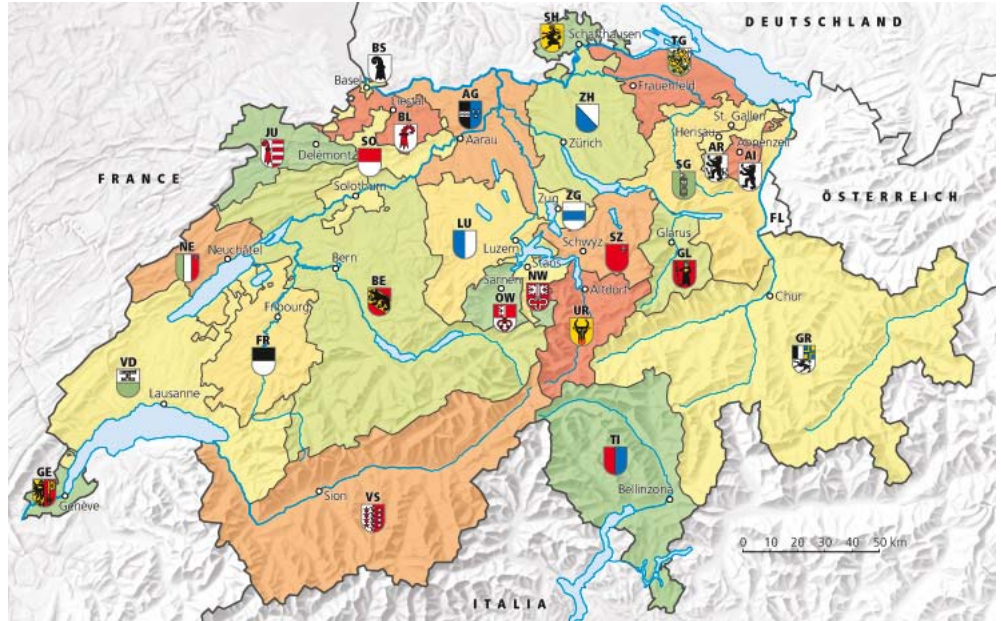 DEUTSCHLAND
SH
Schaffhausen
BS
TG
Basel
Frauenfeld
AG
ZH
Liestal
BL
St. Gallen
JU
SO
Aarau
Herisau
Appenzell
Delémont
Zürich
AR
AI
SG
FRANCE
ÖSTERREICH
Solothurn
Zug
ZG
LU
FL
NE
Neuchâtel
Luzern
Schwyz
SZ
Glarus
GL
Bern
Stans
NW
Sarnen
BE
OW
Altdorf
Chur
Fribourg
UR
FR
GR
VD
LIBERTÉ
ET
PATRIE
Lausanne
TI
GE
Genève
Sion
VS
Bellinzona
0 10 20 30 40 50 km
ITALIA